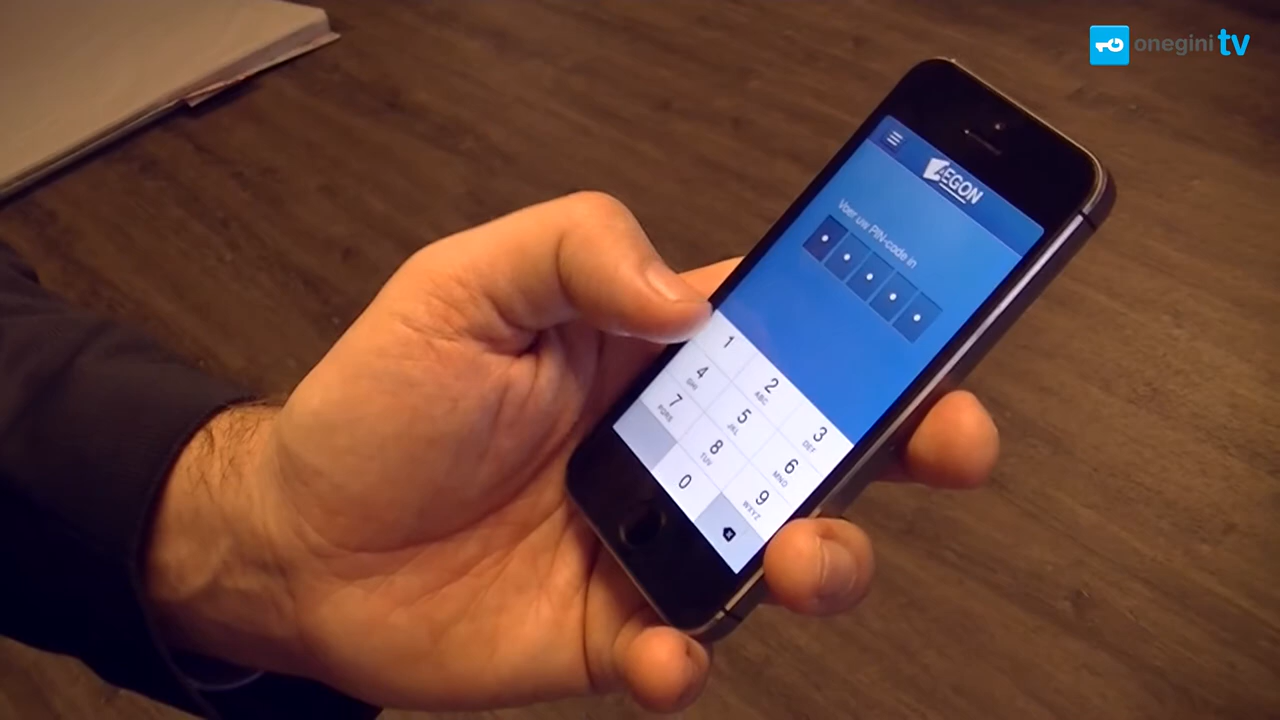 onegini tv
AEGON
Voer uw PIN-code in
1
2
ABC
3
DEF
4
GHI
5
JKL
6
MNO
7
PQRS
8
TUV
9
WXYZ
0